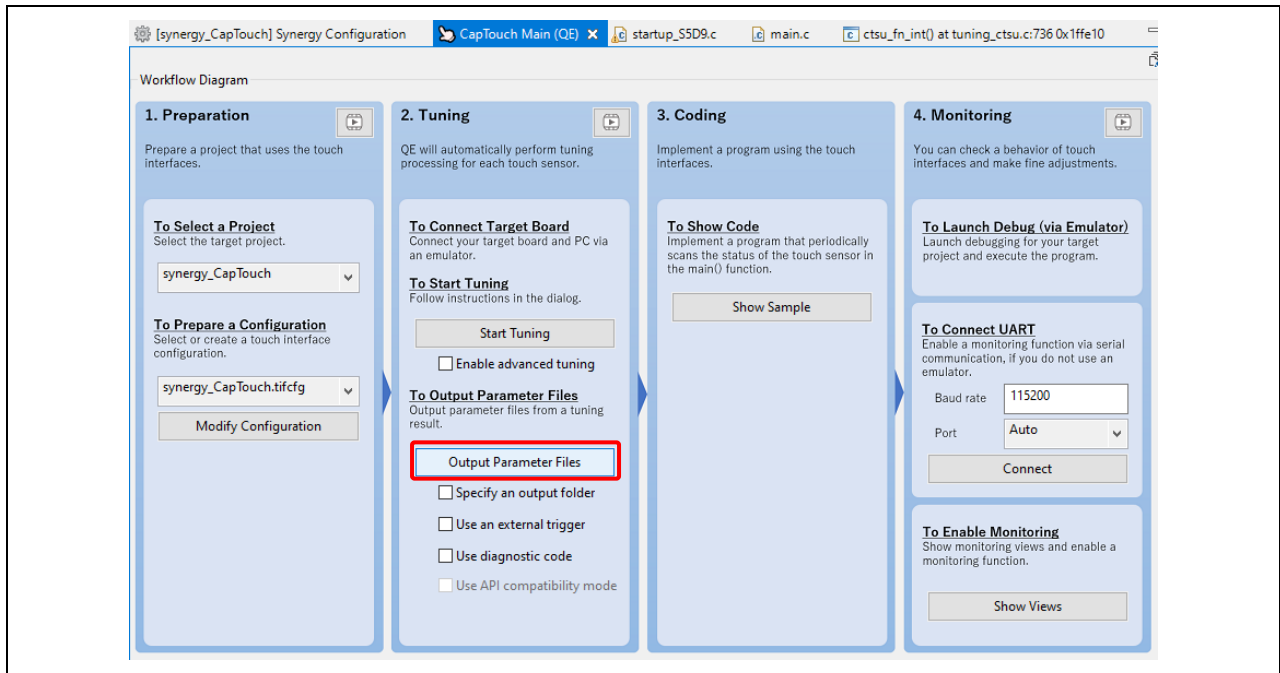 [synergy_CapTouch] Synergy Configuration
CapTouch Main (QE)
startup_S5D9.c
main.c
ctsu_fn_int() at tuning_ctsu.c:736 0x1ffe10
Workflow Diagram
1. Preparation
Prepare a project that uses the touch
interfaces.
To Select a Project
Select the target project.
synergy_CapTouch
To Prepare a Configuration
Select or create a touch interface
configuration.
synergy_CapTouch.tifcfg
Modify Configuration
2. Tuning
QE will automatically perform tuning
processing for each touch sensor.
To Connect Target Board
Connect your target board and PC via
an emulator.
To Start Tuning
Follow instructions in the dialog.
Start Tuning
Enable advanced tuning
To Output Parameter Files
Output parameter files from a tuning
result.
Output Parameter Files
Specify an output folder
Use an external trigger
Use diagnostic code
Use API compatibility mode
3. Coding
Implement a program using the touch
interfaces.
To Show Code
Implement a program that periodically
scans the status of the touch sensor in
the main() function.
Show Sample
4. Monitoring
You can check a behavior of touch
interfaces and make fine adjustments.
To Launch Debug (via Emulator)
Launch debugging for your target
project and execute the program.
To Connect UART
Enable a monitoring function via serial
communication, if you do not use an
emulator.
Baud rate 115200
Port Auto
Connect
To Enable Monitoring
Show monitoring views and enable a
monitoring function.
Show Views